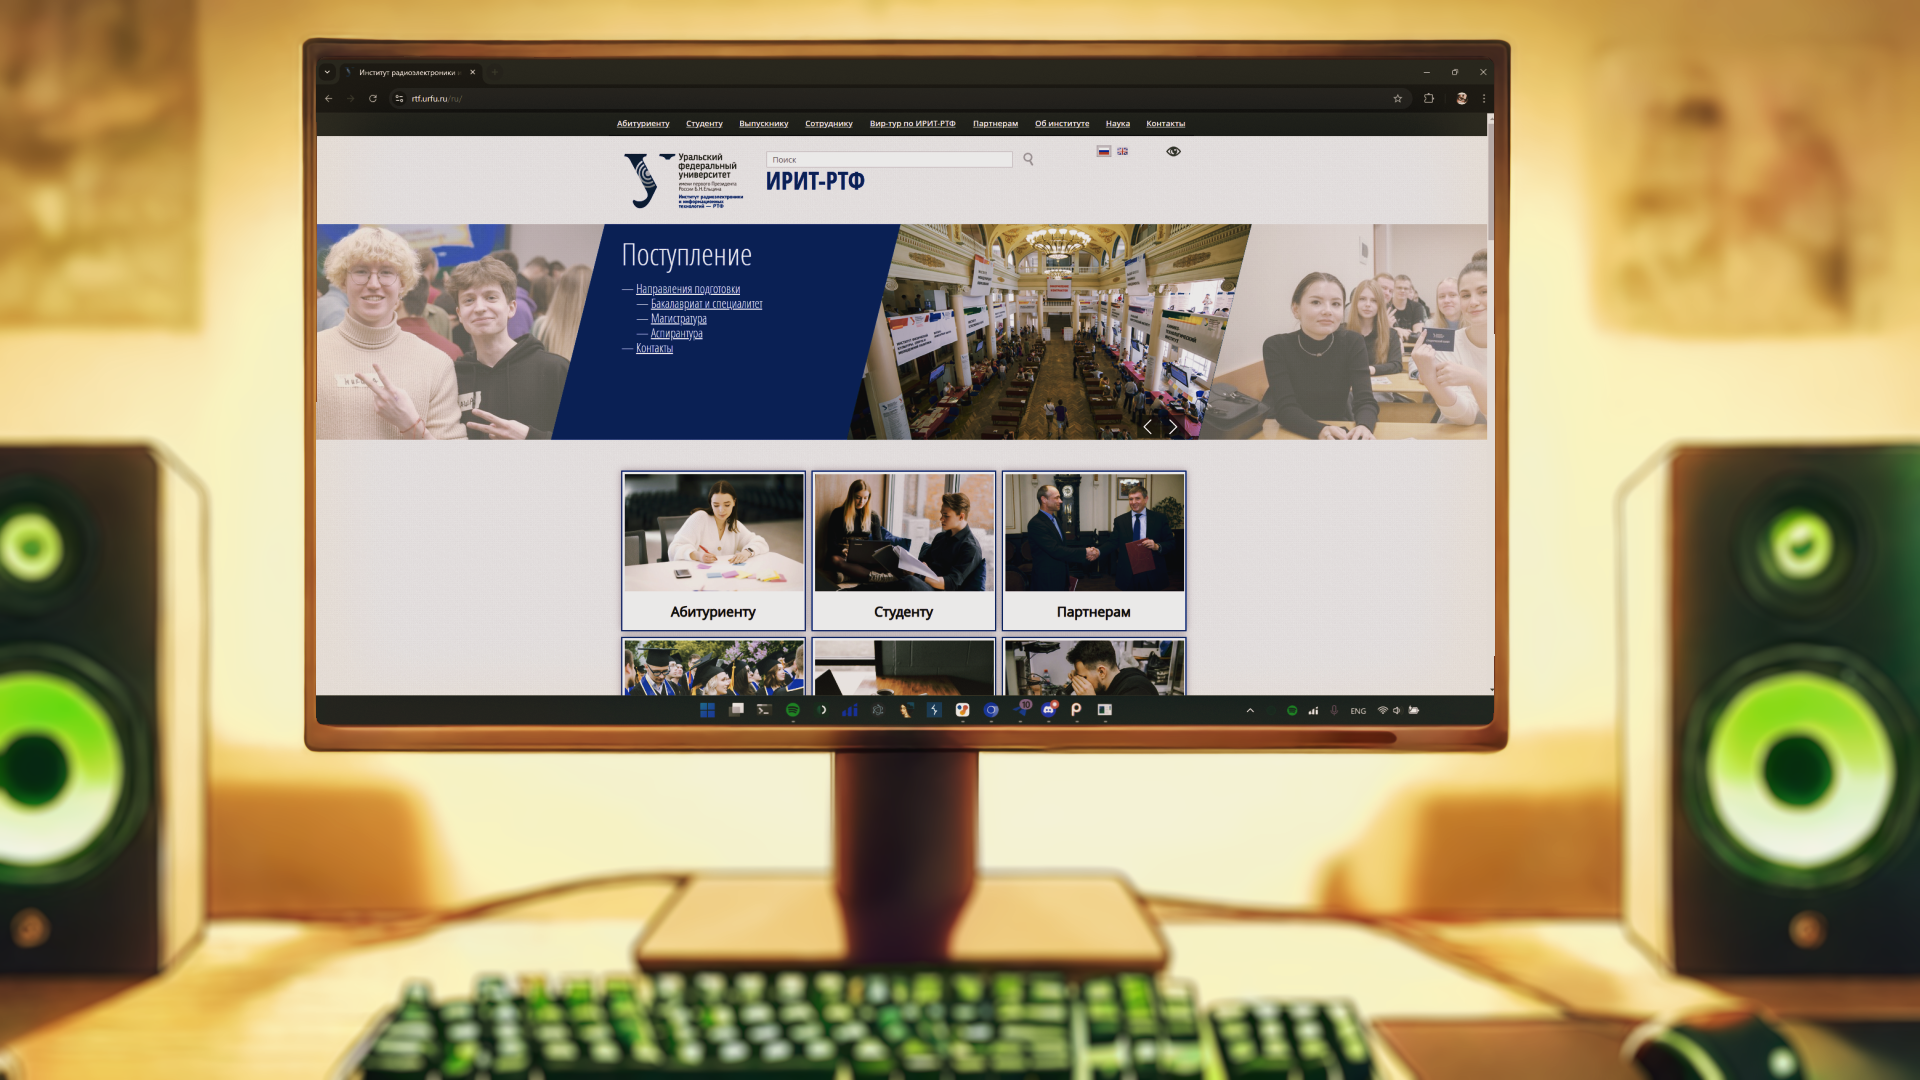 Институт радиоэлектроники
rtf.urfu.ru/ru/
Абитуриенту Студенту Выпускнику Сотруднику Вир-тур по ИРИТ-РТФ Партнерам Об институте Наука Контакты
Уральский
федеральный
университет
имени первого Президента
России Б.Н.Ельцина
Институт радиоэлектроники
и информационных
технологий — РТФ
Поиск
ИРИТ-РТФ
Поступление
— Направления подготовки
— Бакалавриат и специалитет
— Магистратура
— Аспирантура
— Контакты
Абитуриенту
Студенту
Партнерам
10
ENG